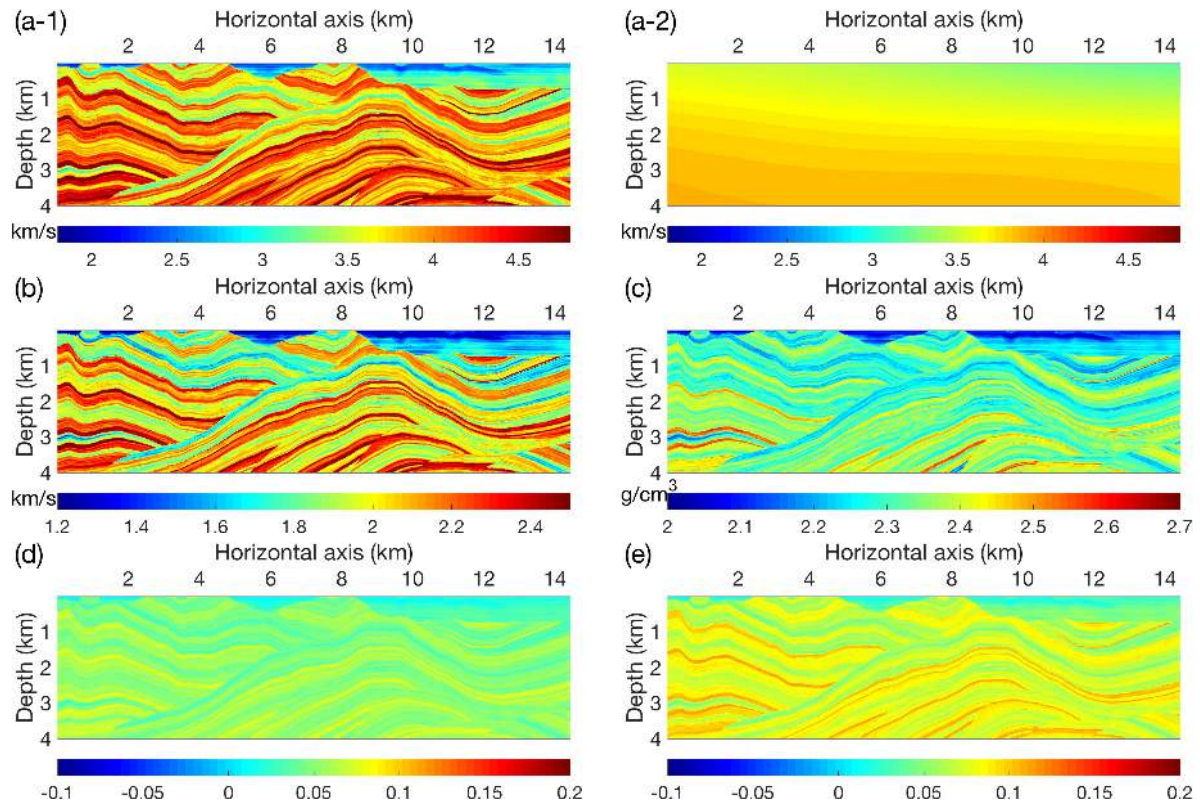 (a-1)
Horizontal axis (km)
2 4 6 8 10 12 14
Depth (km)
1
2
3
4
km/s
2 2.5 3 3.5 4 4.5
(a-2)
Horizontal axis (km)
2 4 6 8 10 12 14
Depth (km)
1
2
3
4
km/s
2 2.5 3 3.5 4 4.5
(b)
Horizontal axis (km)
2 4 6 8 10 12 14
Depth (km)
1
2
3
4
km/s
1.2 1.4 1.6 1.8 2 2.2 2.4
(c)
Horizontal axis (km)
2 4 6 8 10 12 14
Depth (km)
1
2
3
4
g/cm³
2 2.1 2.2 2.3 2.4 2.5 2.6 2.7
(d)
Horizontal axis (km)
2 4 6 8 10 12 14
Depth (km)
1
2
3
4
-0.1 -0.05 0 0.05 0.1 0.15 0.2
(e)
Horizontal axis (km)
2 4 6 8 10 12 14
Depth (km)
1
2
3
4
-0.1 -0.05 0 0.05 0.1 0.15 0.2